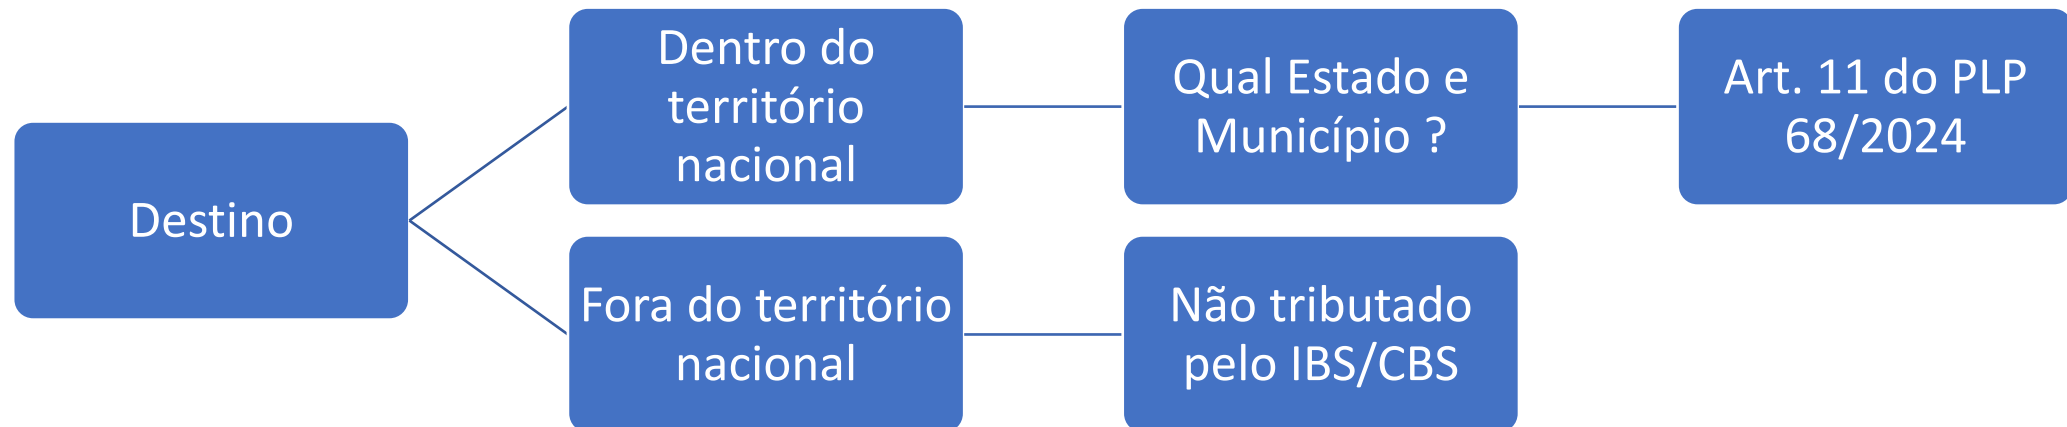 Destino
Dentro do
território
nacional
Qual Estado e
Município ?
Art. 11 do PLP
68/2024
Fora do território
nacional
Não tributado
pelo IBS/CBS